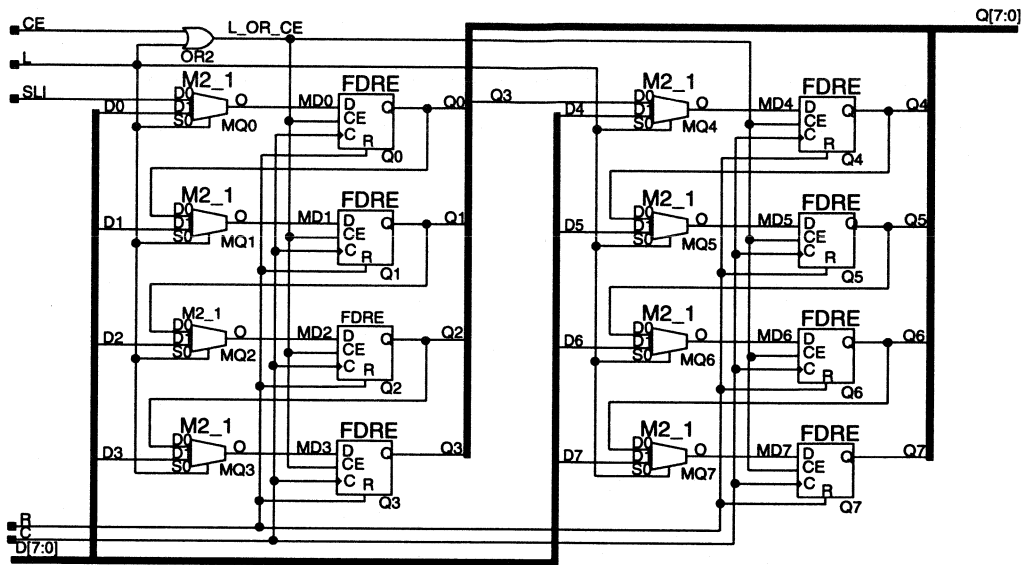 CE
L_OR_CE
Q[7:0]
OR2
L
SLI
M2_1
D0
D0
D1
S0
O
MQ0
MD0
FDRE
D
CE
C
R
Q
Q0
Q0
Q3
M2_1
D4
D0
D1
S0
O
MQ4
MD4
FDRE
D
CE
C
R
Q
Q4
Q4
M2_1
D1
D0
D1
S0
O
MQ1
MD1
FDRE
D
CE
C
R
Q
Q1
Q1
M2_1
D5
D0
D1
S0
O
MQ5
MD5
FDRE
D
CE
C
R
Q
Q5
Q5
M2_1
D2
D0
D1
S0
O
MQ2
MD2
FDRE
D
CE
C
R
Q
Q2
Q2
M2_1
D6
D0
D1
S0
O
MQ6
MD6
FDRE
D
CE
C
R
Q
Q6
Q6
M2_1
D3
D0
D1
S0
O
MQ3
MD3
FDRE
D
CE
C
R
Q
Q3
Q3
M2_1
D7
D0
D1
S0
O
MQ7
MD7
FDRE
D
CE
C
R
Q
Q7
Q7
R
C
D[7:0]